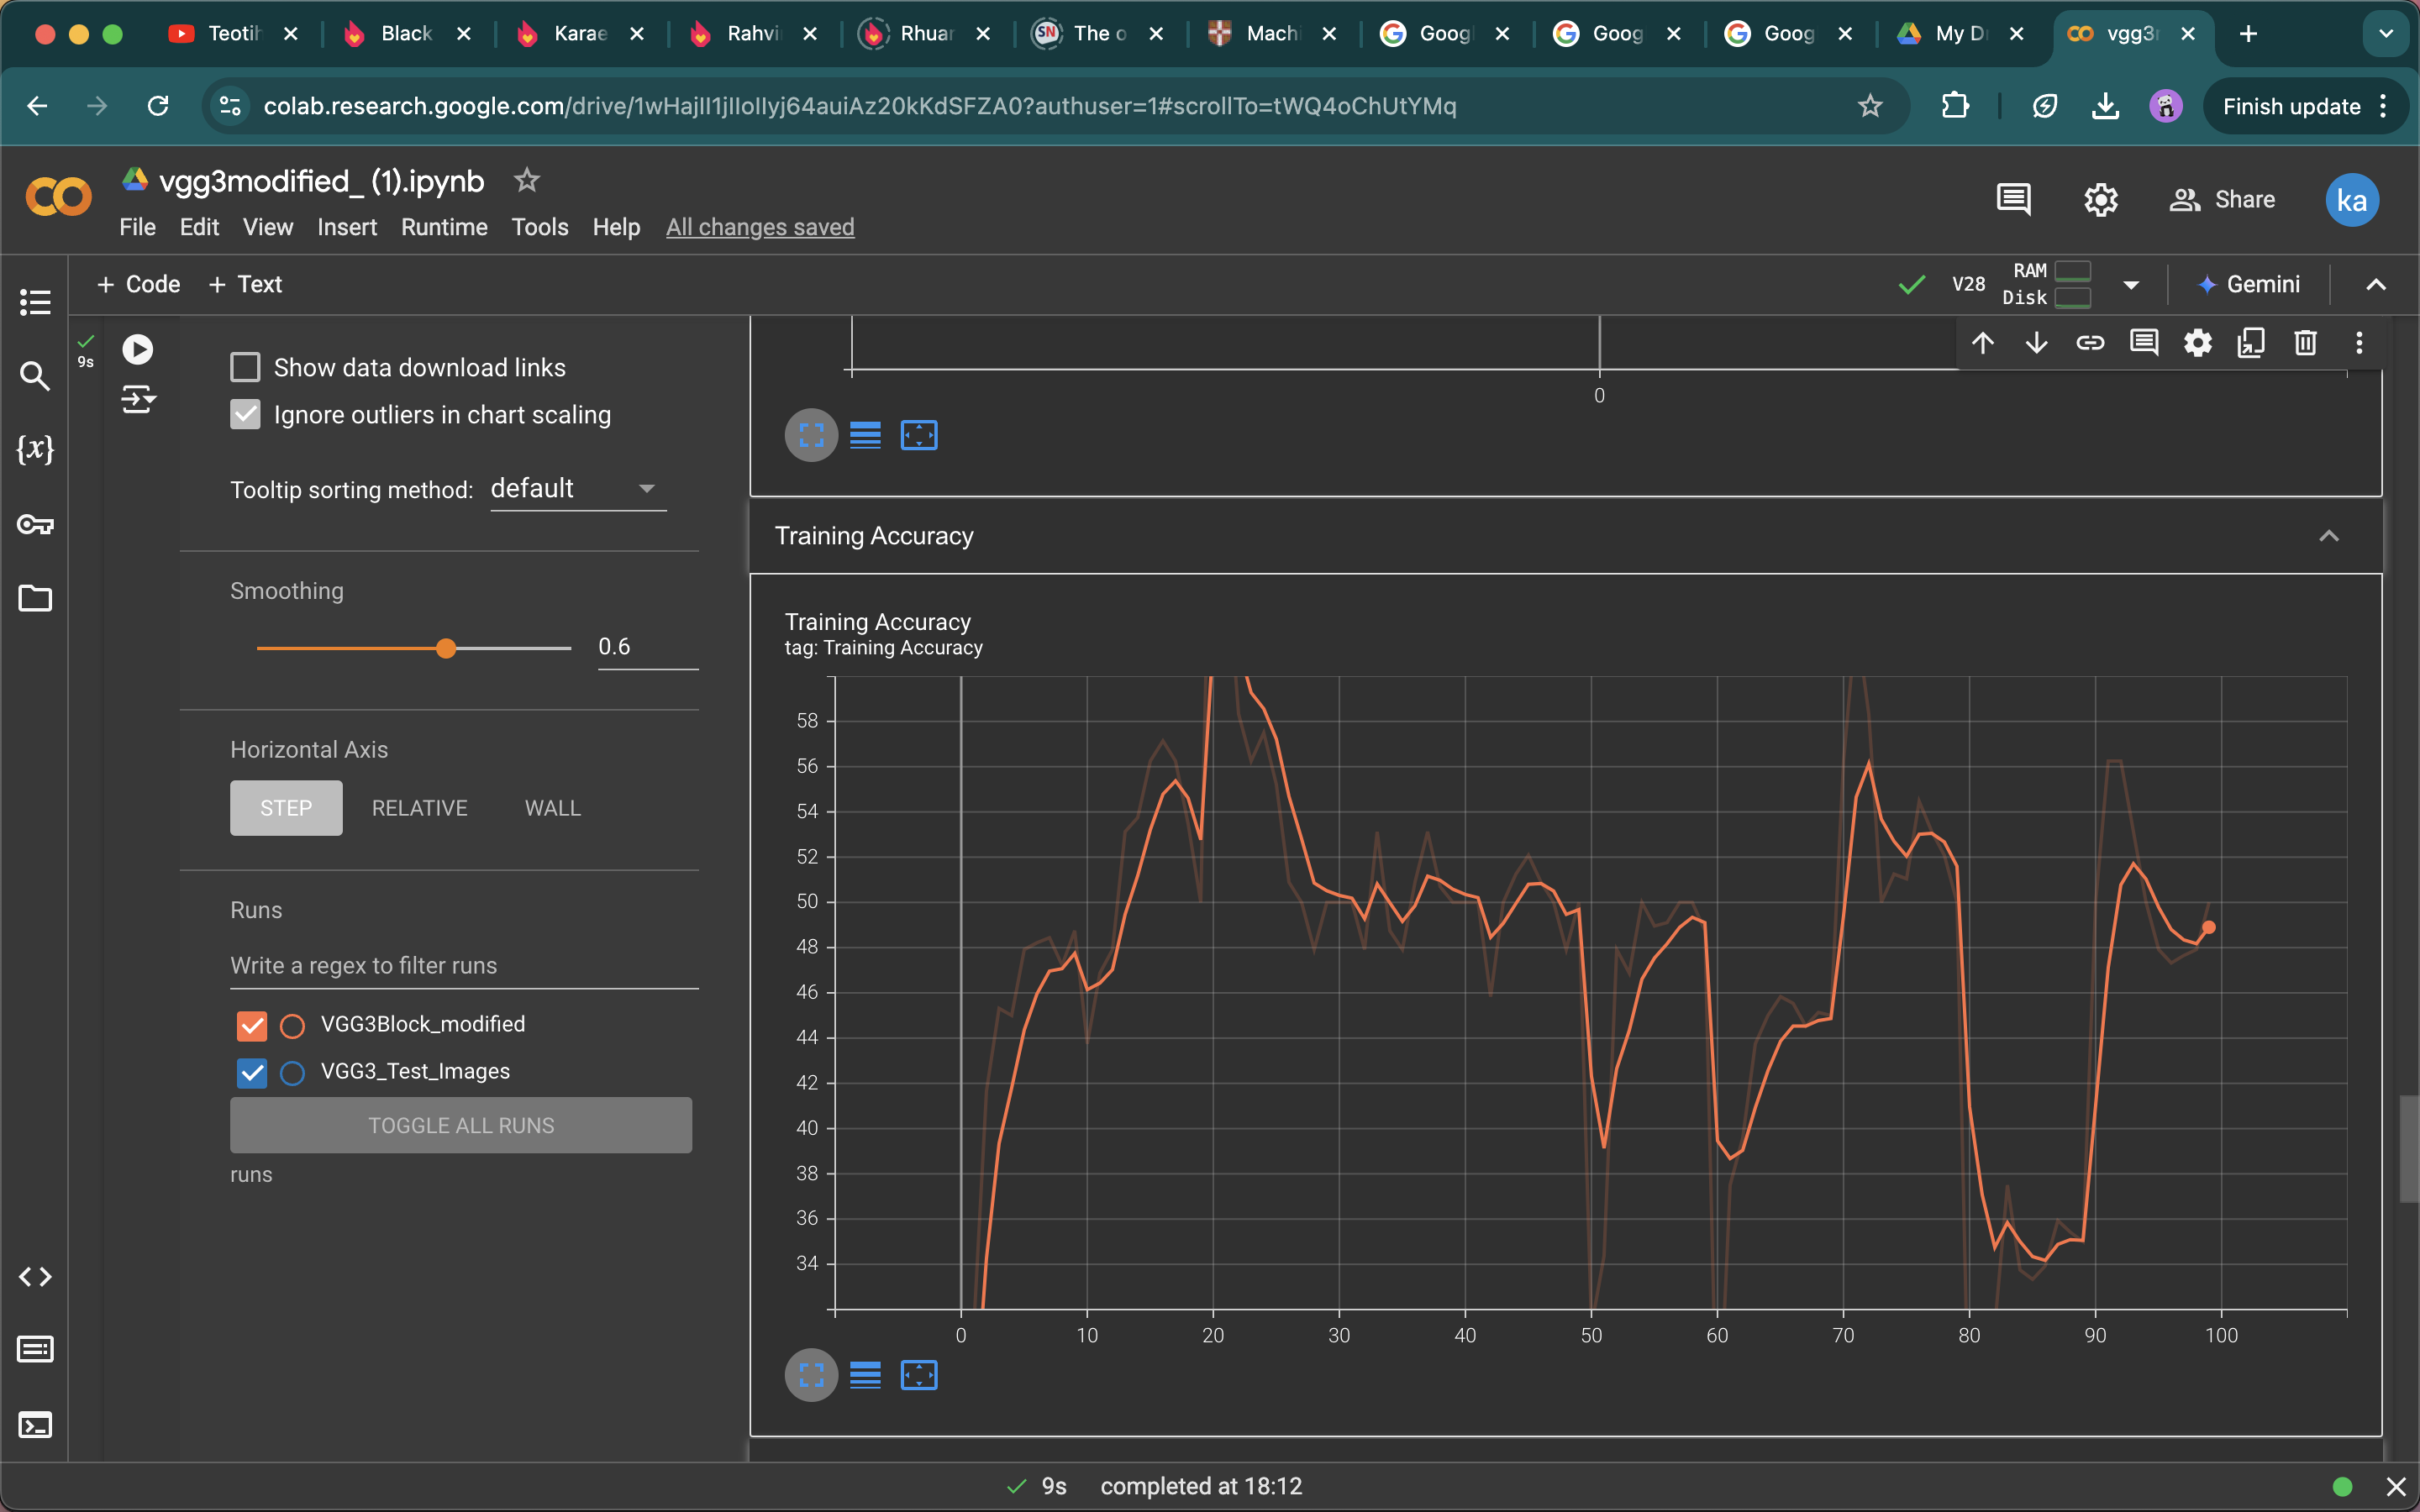 Teotih
Black
Karae
Rahvi
Rhuar
The o
Machi
Googl
Goog
Goog
My Dr
vgg3r
colab.research.google.com/drive/1wHajlI1jIloIlyj64auiAz20kKdSFZA0?authuser=1#scrollTo=tWQ4oChUtYMq
Finish update
vgg3modified_ (1).ipynb
File Edit View Insert Runtime Tools Help All changes saved
Share
ka
+ Code + Text
V28
RAM
Disk
Gemini
9s
Show data download links
Ignore outliers in chart scaling
Tooltip sorting method: default
Smoothing
0.6
Horizontal Axis
STEP RELATIVE WALL
Runs
Write a regex to filter runs
VGG3Block_modified
VGG3_Test_Images
TOGGLE ALL RUNS
runs
0
Training Accuracy
Training Accuracy
tag: Training Accuracy
58
56
54
52
50
48
46
44
42
40
38
36
34
0 10 20 30 40 50 60 70 80 90 100
9s completed at 18:12